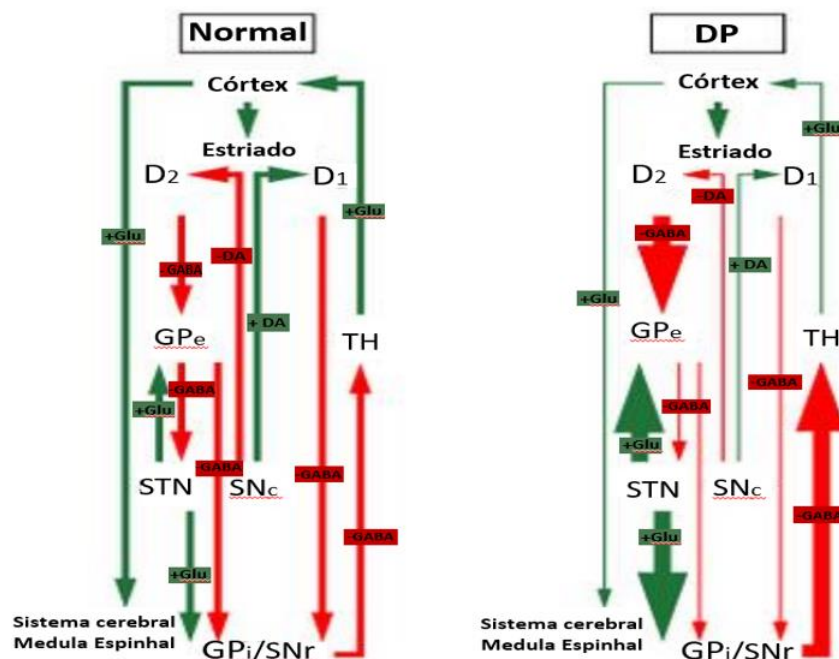 Normal
Córtex
Estriado
D2
D1
+Glu
+Glu
-GABA
-DA
+ DA
GPe
TH
-GABA
+Glu
-GABA
-GABA
STN
SNc
-GABA
+Glu
Sistema cerebral
Medula Espinhal
GPi/SNr
DP
Córtex
+Glu
Estriado
D2
D1
-DA
-GABA
+ DA
+Glu
GPe
TH
-GABA
-GABA
+Glu
STN
SNc
-GABA
+Glu
Sistema cerebral
Medula Espinhal
GPi/SNr